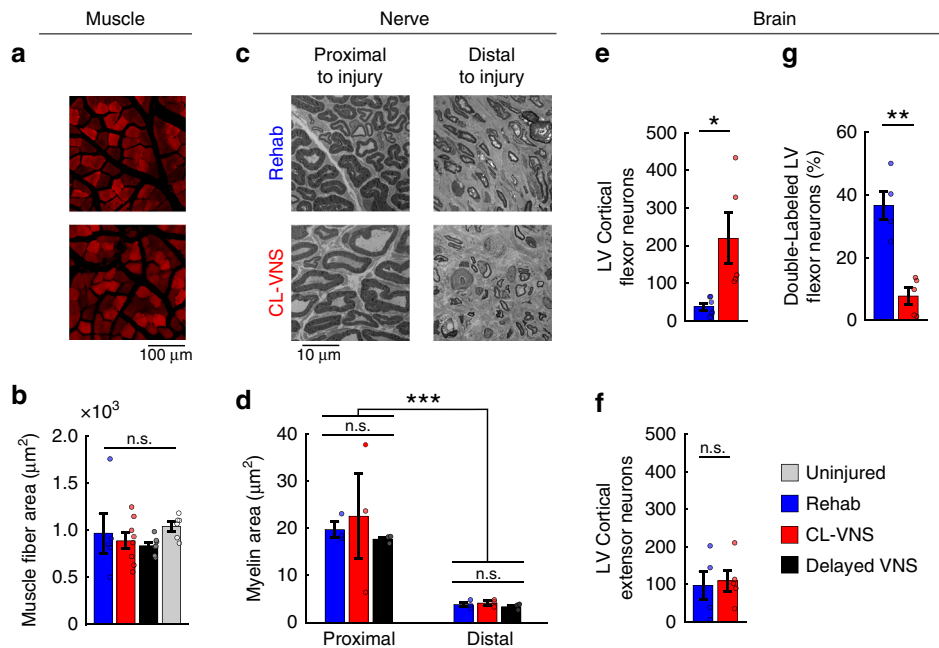 Muscle
Nerve
Brain
a
100 μm
b
×10³
Muscle fiber area (μm²)
2.0
1.5
1.0
0.5
0
n.s.
c
Proximal
to injury
Distal
to injury
Rehab
CL-VNS
10 μm
d
Myelin area (μm²)
40
30
20
10
0
***
n.s.
n.s.
Proximal
Distal
e
LV Cortical
flexor neurons
500
400
300
200
100
0
*
g
Double-Labeled LV
flexor neurons (%)
60
40
20
0
**
f
LV Cortical
extensor neurons
500
400
300
200
100
0
n.s.
Uninjured
Rehab
CL-VNS
Delayed VNS